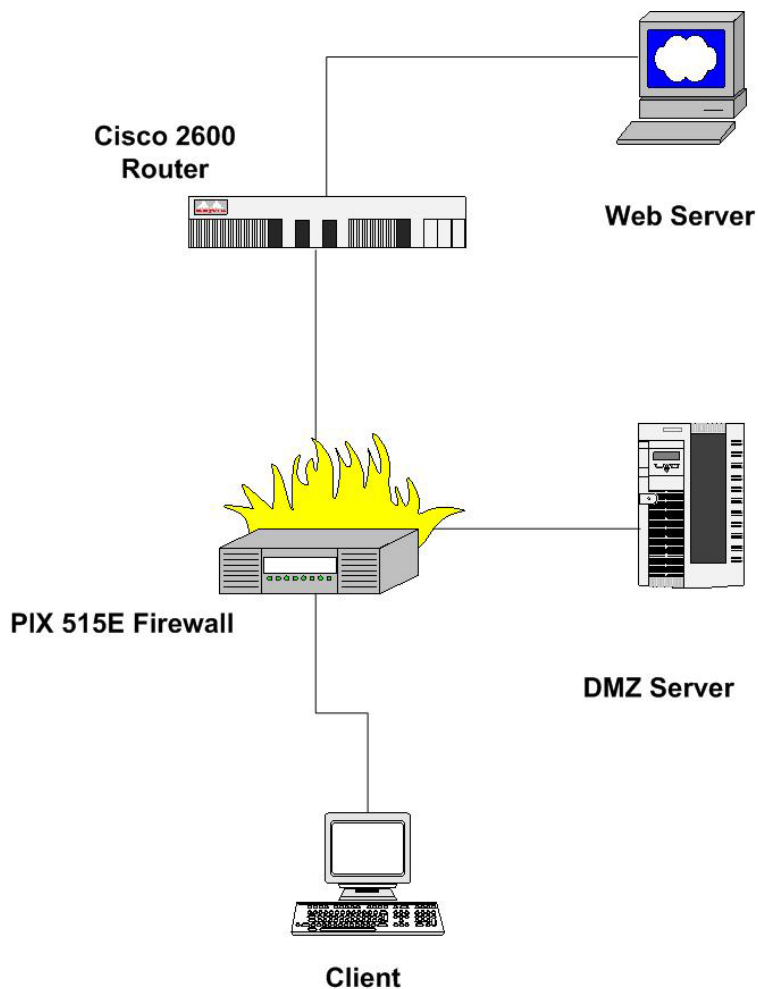 Cisco 2600
Router
Web Server
PIX 515E Firewall
DMZ Server
Client